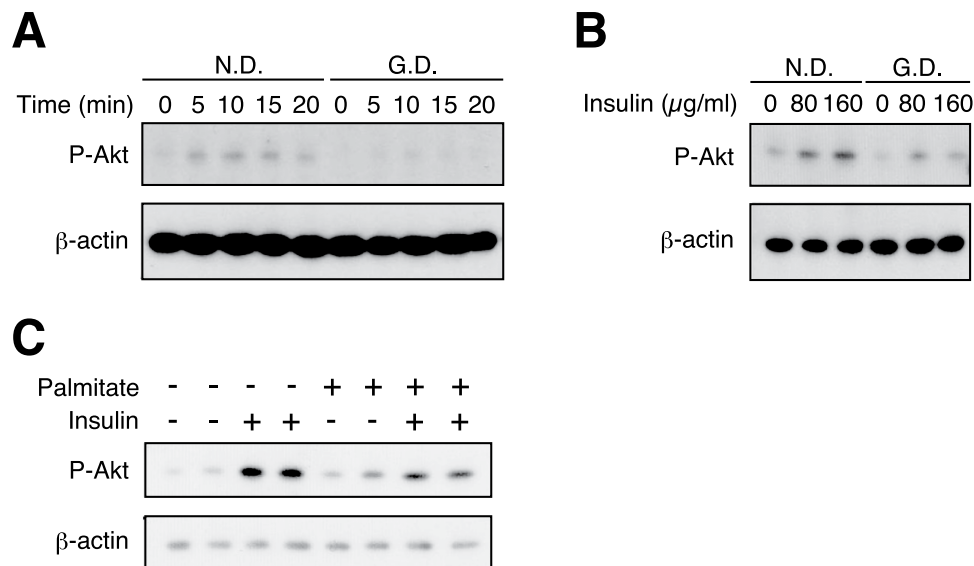 A
N.D. G.D.
Time (min) 0 5 10 15 20 0 5 10 15 20
P-Akt
β-actin
B
N.D. G.D.
Insulin (µg/ml) 0 80 160 0 80 160
P-Akt
β-actin
C
Palmitate - - - - + + + +
Insulin - - + + - - + +
P-Akt
β-actin